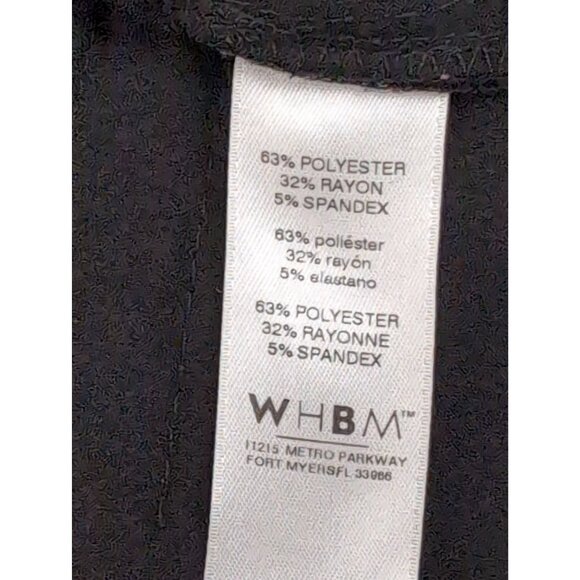 63% POLYESTER
32% RAYON
5% SPANDEX
63% poliéster
32% rayón
5% elastano
63% POLYESTER
32% RAYONNE
5% SPANDEX
WHBM™
11215 METRO PARKWAY
FORT MYERSFL 33966